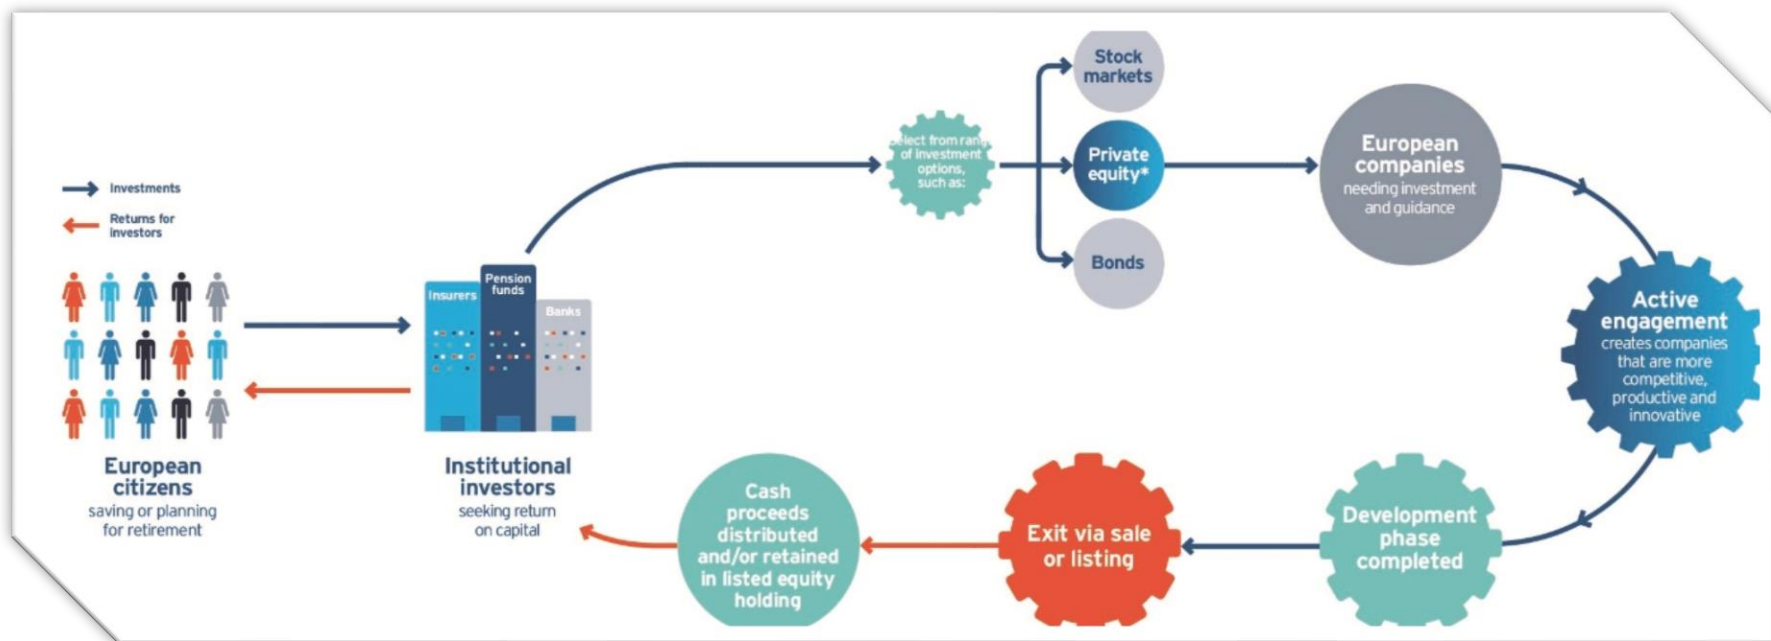 Investments
Returns for
investors
European
citizens
saving or planning
for retirement
Insurers
Pension
funds
Banks
Institutional
investors
seeking return
on capital
elect from rang
of investment
options,
such as:
Stock
markets
Private
equity*
Bonds
European
companies
needing investment
and guidance
Active
engagement
creates companies
that are more
competitive,
productive and
innovative
Development
phase
completed
Exit via sale
or listing
Cash
proceeds
distributed
and/or retained
in listed equity
holding